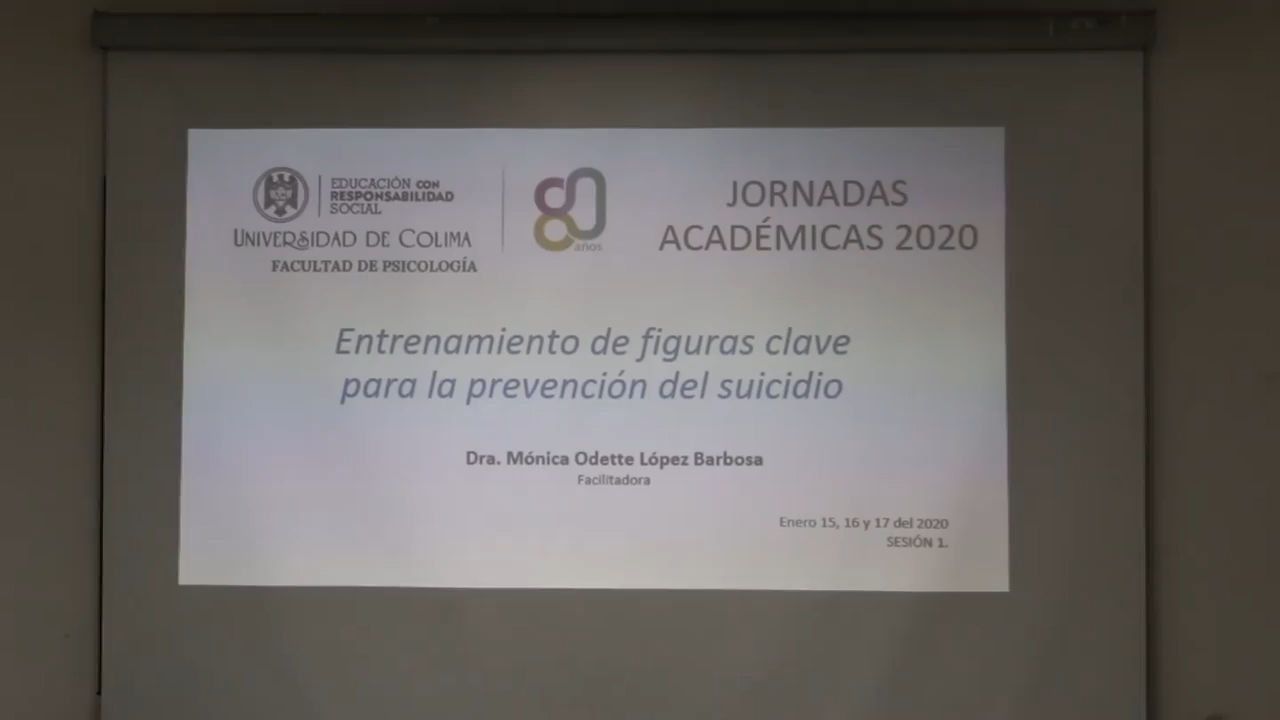 EDUCACIÓN CON
RESPONSABILIDAD
SOCIAL
UNIVERSIDAD DE COLIMA
FACULTAD DE PSICOLOGÍA
80
años
JORNADAS
ACADÉMICAS 2020
Entrenamiento de figuras clave
para la prevención del suicidio
Dra. Mónica Odette López Barbosa
Facilitadora
Enero 15, 16 y 17 del 2020
SESIÓN 1.